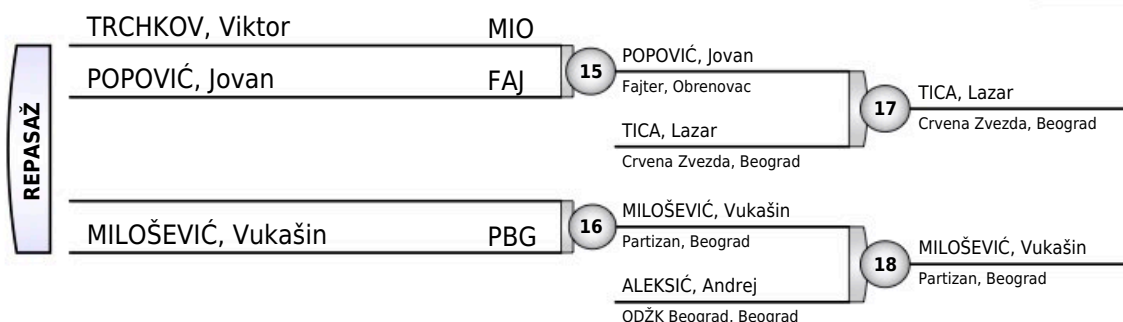 REPASAŽ
TRCHKOV, Viktor MIO
POPOVIĆ, Jovan FAJ
15
POPOVIĆ, Jovan
Fajter, Obrenovac
TICA, Lazar
Crvena Zvezda, Beograd
17
TICA, Lazar
Crvena Zvezda, Beograd
MILOŠEVIĆ, Vukašin PBG
16
MILOŠEVIĆ, Vukašin
Partizan, Beograd
ALEKSIĆ, Andrej
ODŽK Beograd, Beograd
18
MILOŠEVIĆ, Vukašin
Partizan, Beograd